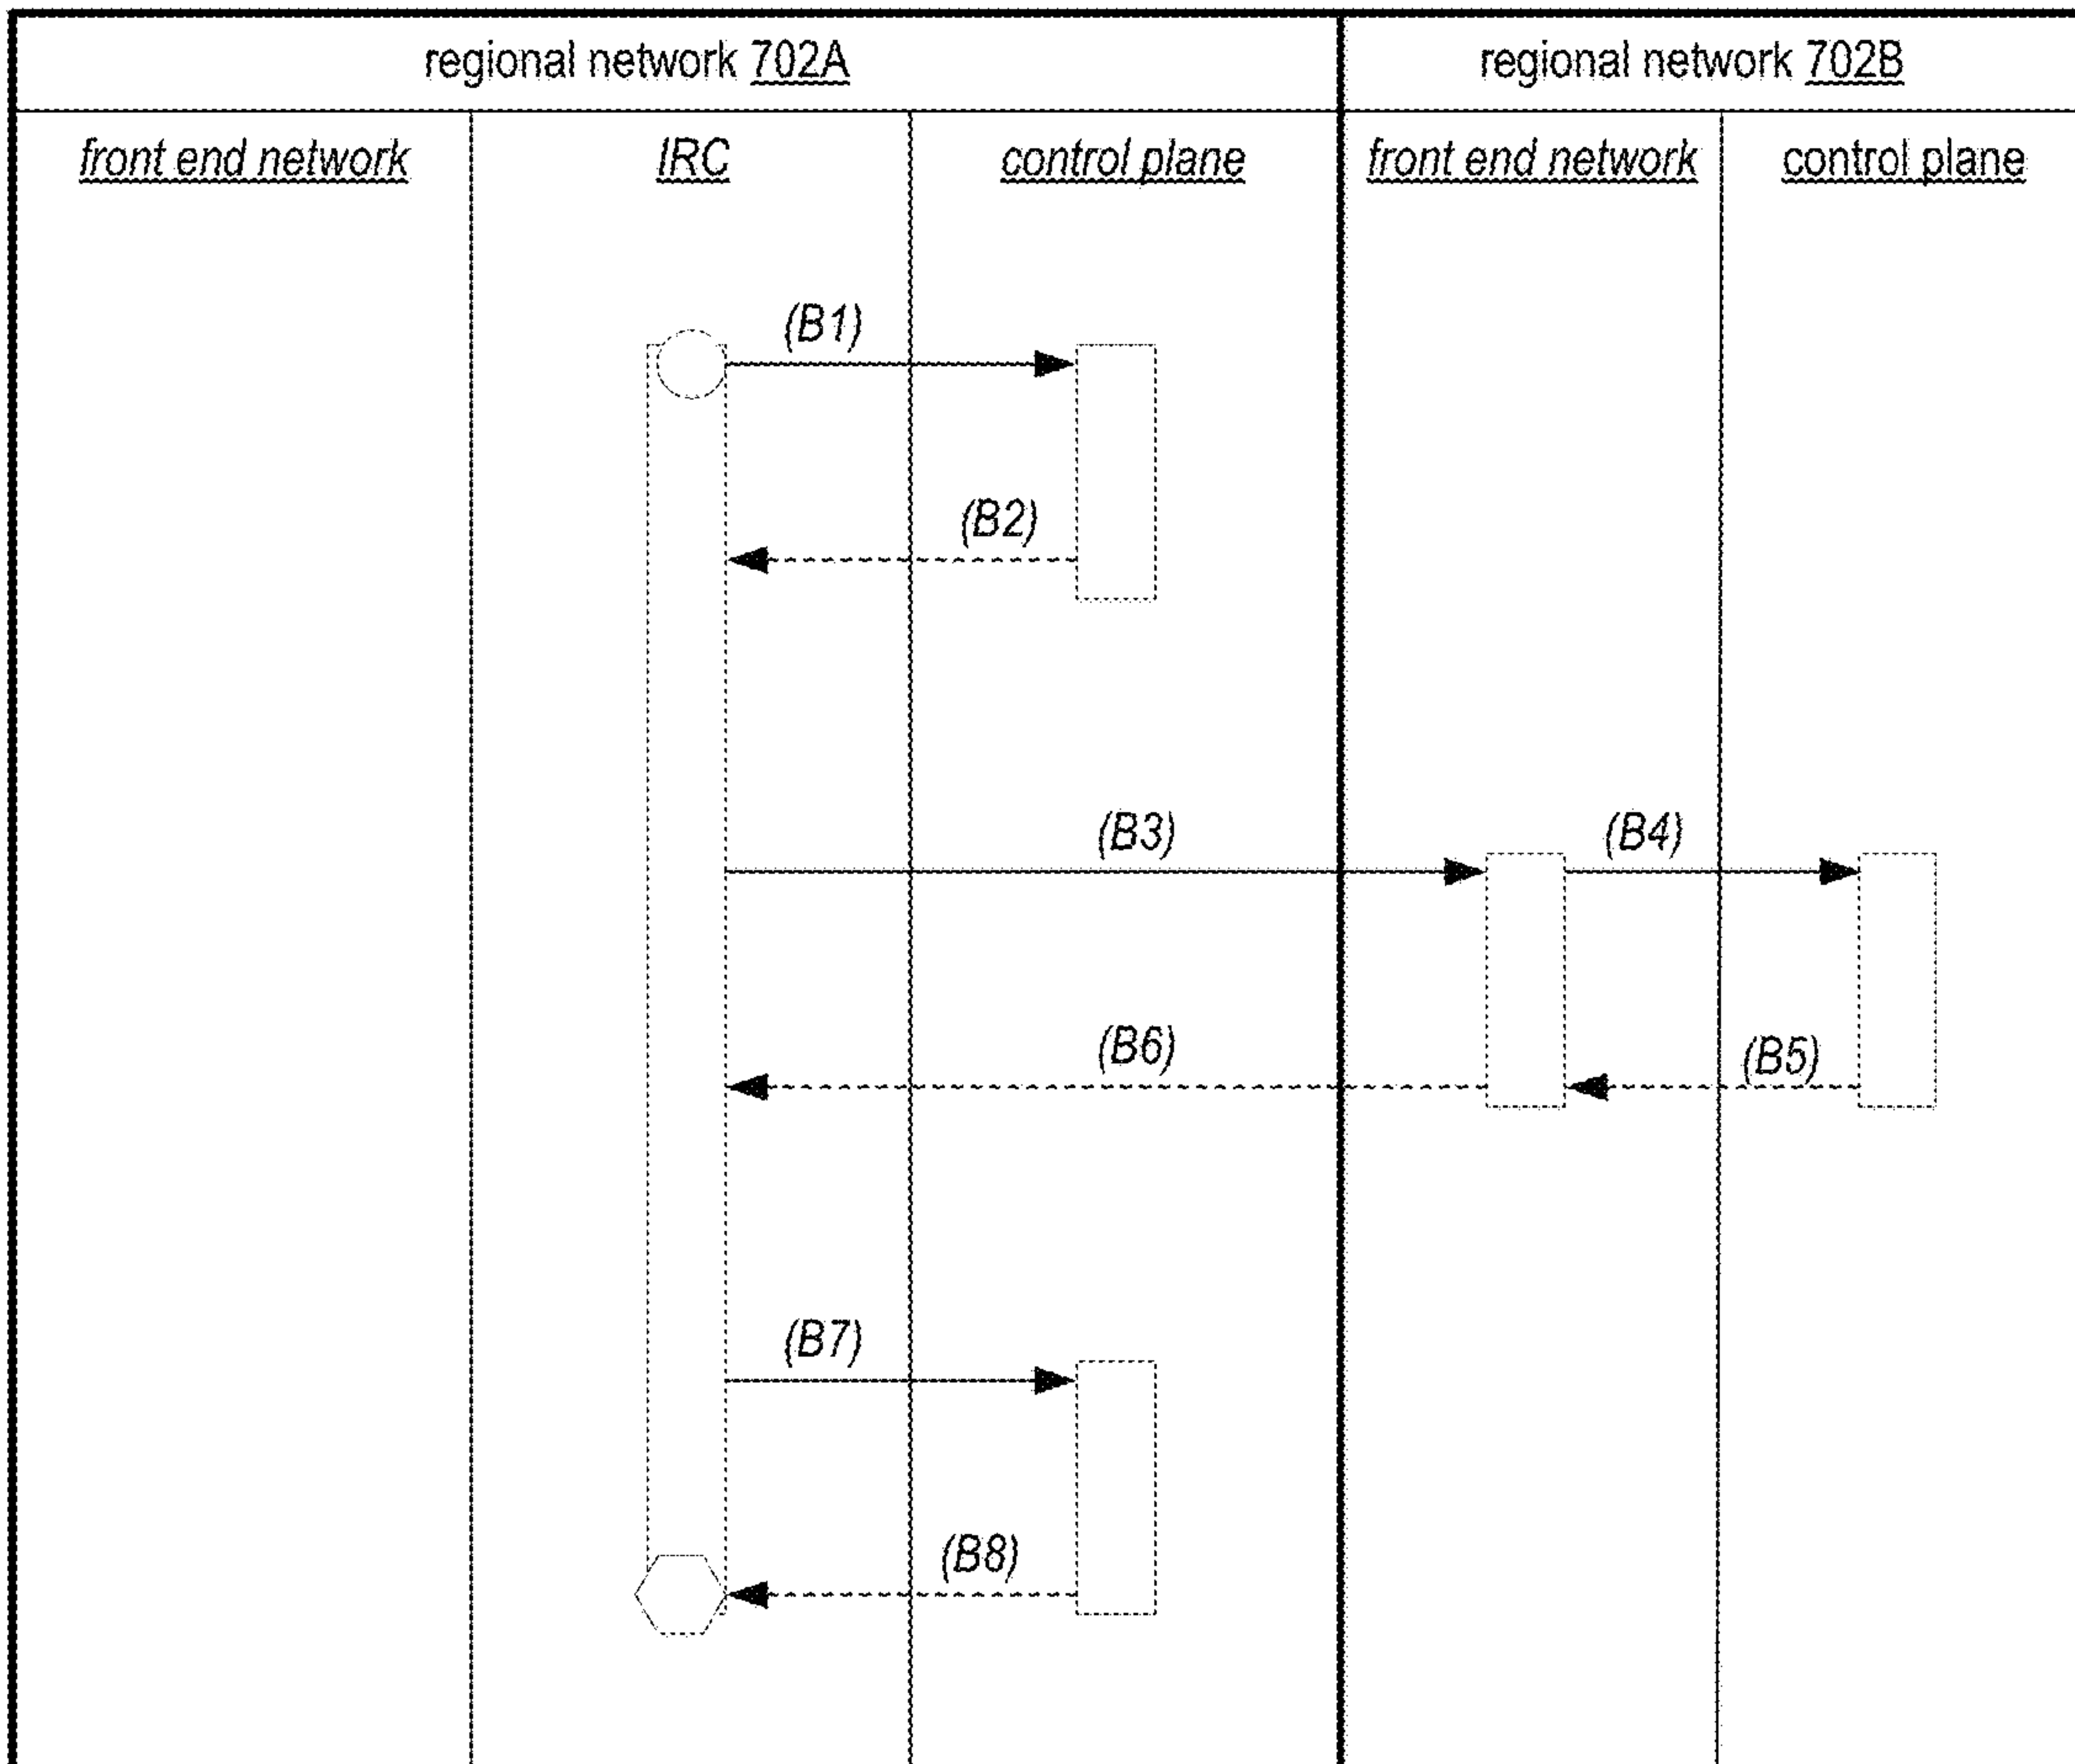 regional network 702A
regional network 702B
front end network
IRC
control plane
front end network
control plane
(B1)
(B2)
(B3)
(B4)
(B6)
(B5)
(B7)
(B8)